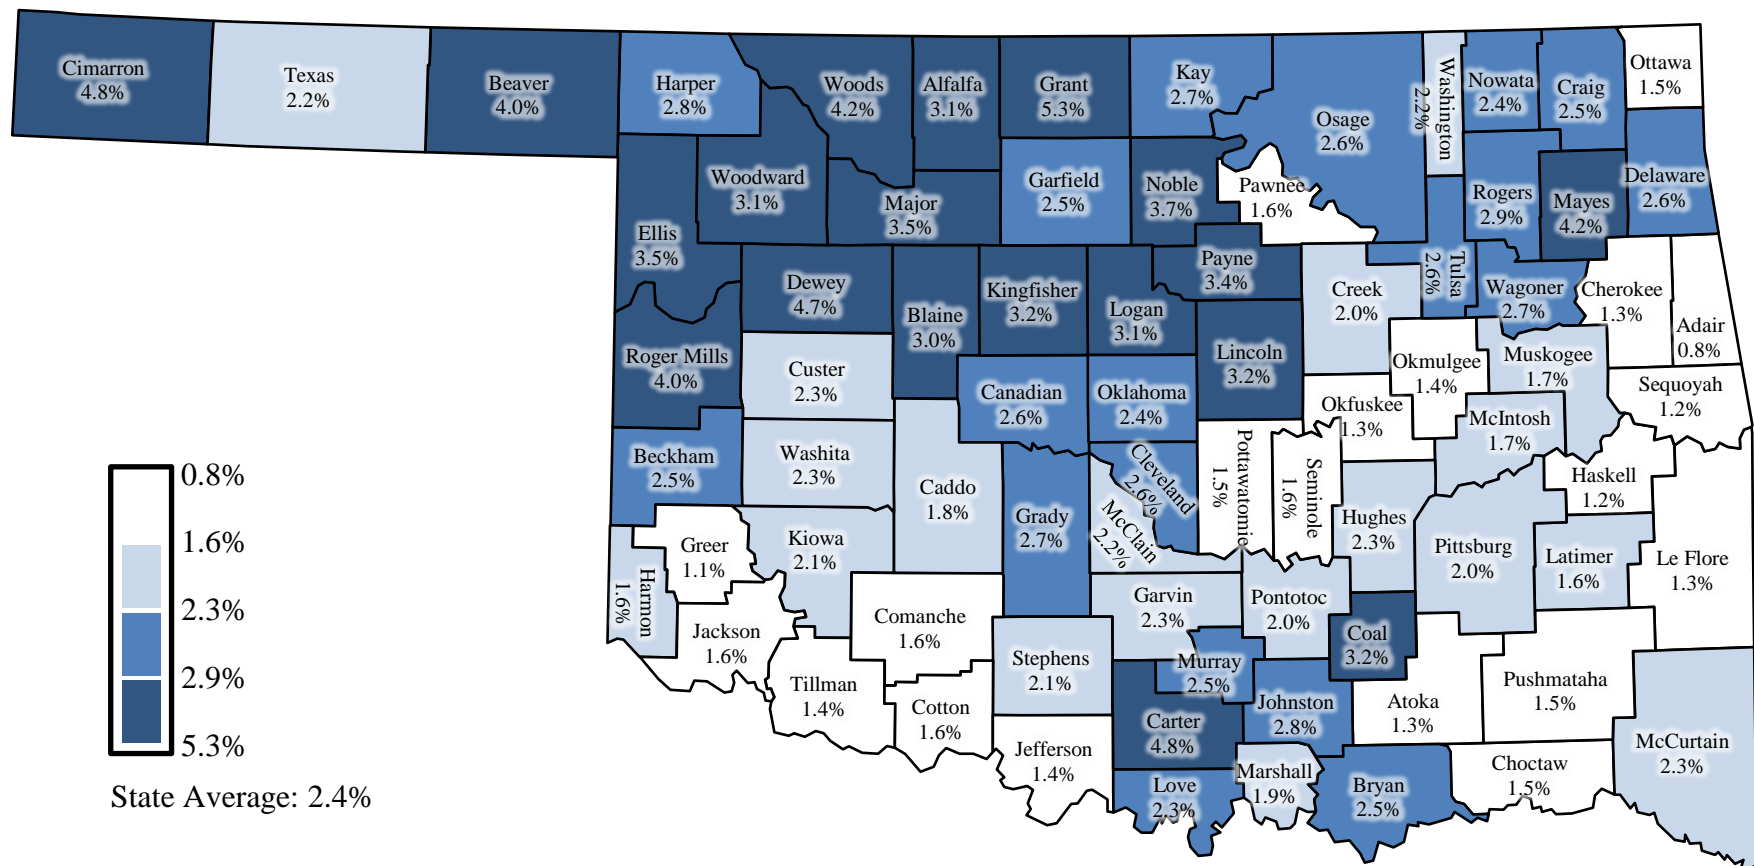 Cimarron
4.8%
Texas
2.2%
Beaver
4.0%
Harper
2.8%
Woods
4.2%
Alfalfa
3.1%
Grant
5.3%
Kay
2.7%
Osage
2.6%
Washington
2.2%
Nowata
2.4%
Craig
2.5%
Ottawa
1.5%
Woodward
3.1%
Major
3.5%
Garfield
2.5%
Noble
3.7%
Pawnee
1.6%
Rogers
2.9%
Mayes
4.2%
Delaware
2.6%
Ellis
3.5%
Dewey
4.7%
Blaine
3.0%
Kingfisher
3.2%
Logan
3.1%
Payne
3.4%
Creek
2.0%
Tulsa
2.6%
Wagoner
2.7%
Cherokee
1.3%
Adair
0.8%
Roger Mills
4.0%
Custer
2.3%
Canadian
2.6%
Oklahoma
2.4%
Lincoln
3.2%
Okmulgee
1.4%
Muskogee
1.7%
Sequoyah
1.2%
Okfuskee
1.3%
McIntosh
1.7%
Beckham
2.5%
Washita
2.3%
Caddo
1.8%
Grady
2.7%
Cleveland
2.6%
McClain
2.2%
Pottawatomie
1.5%
Seminole
1.6%
Hughes
2.3%
Pittsburg
2.0%
Haskell
1.2%
Latimer
1.6%
Le Flore
1.3%
Greer
1.1%
Kiowa
2.1%
Harmon
1.6%
Jackson
1.6%
Tillman
1.4%
Comanche
1.6%
Cotton
1.6%
Stephens
2.1%
Jefferson
1.4%
Garvin
2.3%
Murray
2.5%
Carter
4.8%
Love
2.3%
Pontotoc
2.0%
Johnston
2.8%
Marshall
1.9%
Coal
3.2%
Atoka
1.3%
Bryan
2.5%
Pushmataha
1.5%
Choctaw
1.5%
McCurtain
2.3%
0.8%
1.6%
2.3%
2.9%
5.3%
State Average: 2.4%